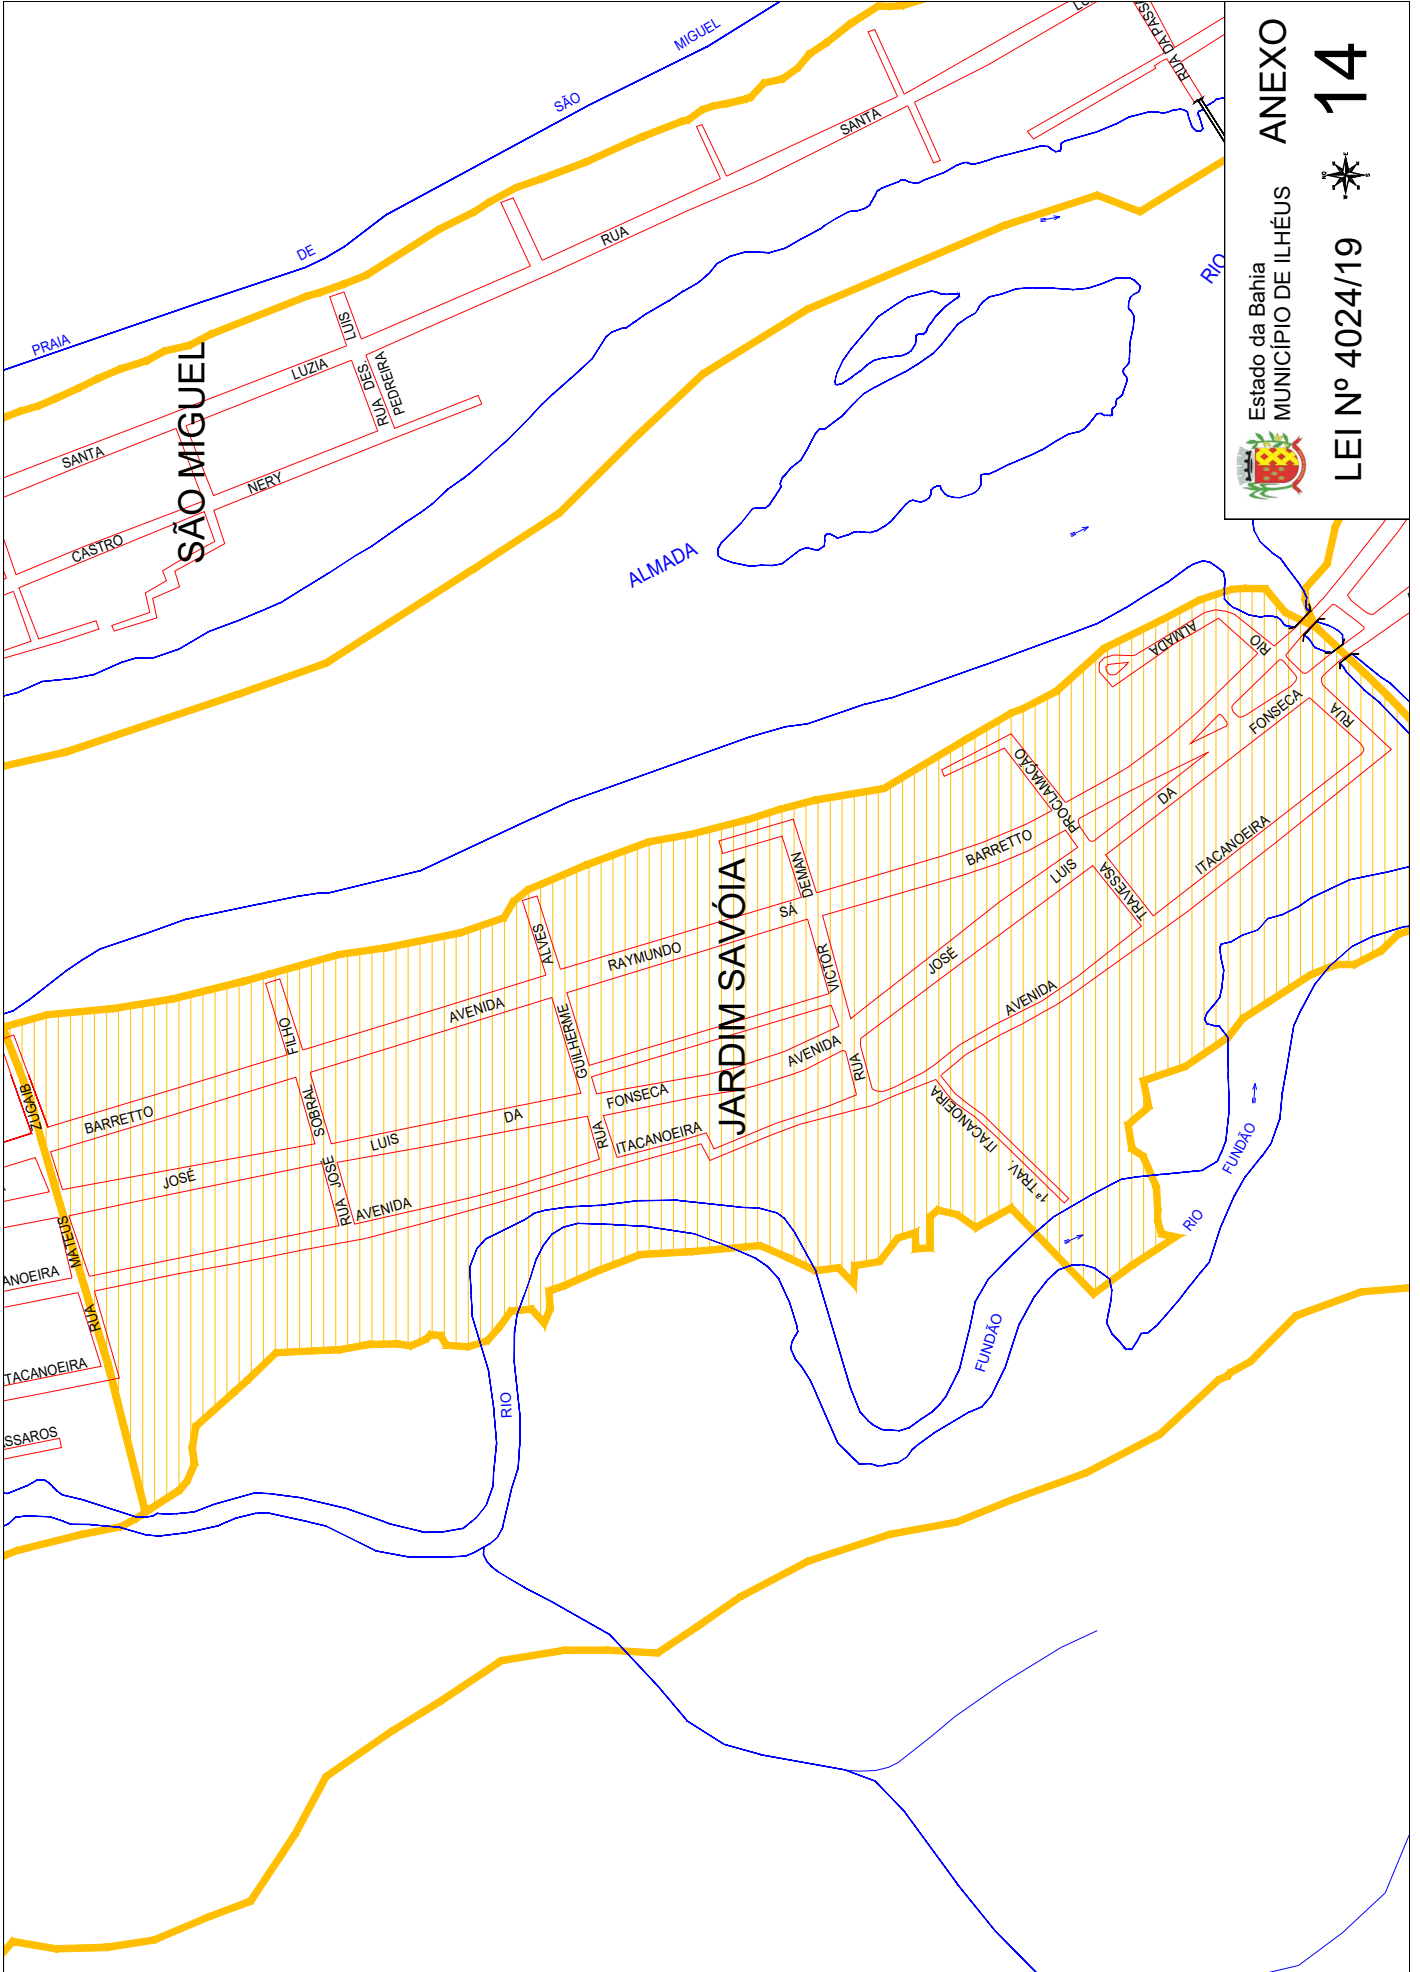 PRAIA DE SÃO MIGUEL
SÃO MIGUEL
SANTA LUZIA
RUA SANTA
CASTRO NERY
RUA DES LUIS
PEDREIRA
RUA DA PASS
RIO
ALMADA
JARDIM SAVÓIA
RUA MATEUS ZUGAIB
BARRETTO
AVENIDA RAYMUNDO SÁ BARRETTO
JOSÉ LUIS DA FONSECA
AVENIDA JOSÉ LUIS DA FONSECA
RUA JOSÉ SOBRAL FILHO
RUA GUILHERME ALVES
RUA VICTOR DEMAN
TRAVESSA PROCLAMAÇÃO
AVENIDA ITACANOEIRA
AVENIDA ITACANOEIRA
1ª TRAV. ITACANOEIRA
RUA RIO ALMADA
ANOEIRA
TACANOEIRA
SSAROS
RIO FUNDÃO
RIO FUNDÃO
Estado da Bahia
MUNICÍPIO DE ILHÉUS
LEI Nº 4024/19
ANEXO
14